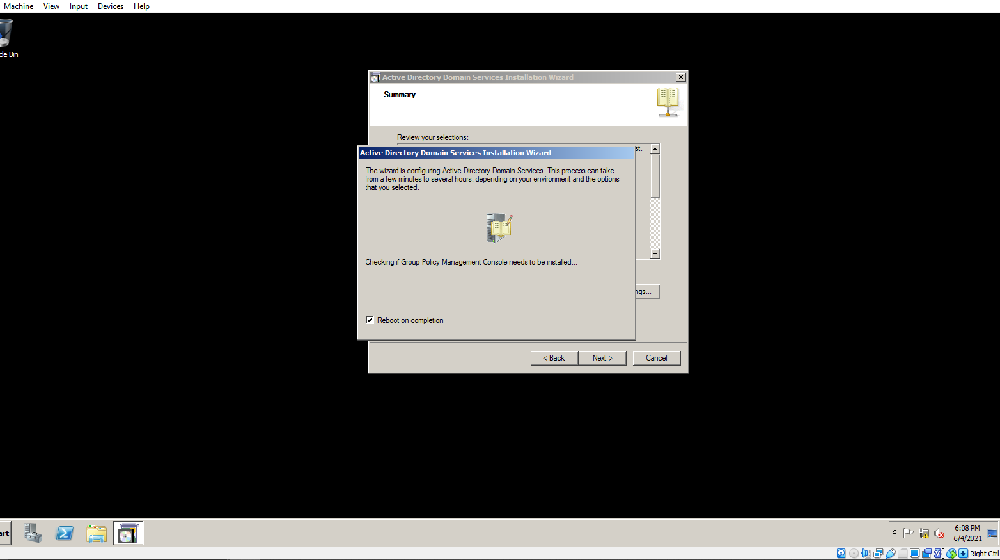 Machine View Input Devices Help
cle Bin
Active Directory Domain Services Installation Wizard
Summary
Review your selections:
st.
Active Directory Domain Services Installation Wizard
The wizard is configuring Active Directory Domain Services. This process can take
from a few minutes to several hours, depending on your environment and the options
that you selected.
Checking if Group Policy Management Console needs to be installed...
ngs...
Reboot on completion
< Back Next > Cancel
art
6:08 PM
6/4/2021
Right Ctrl